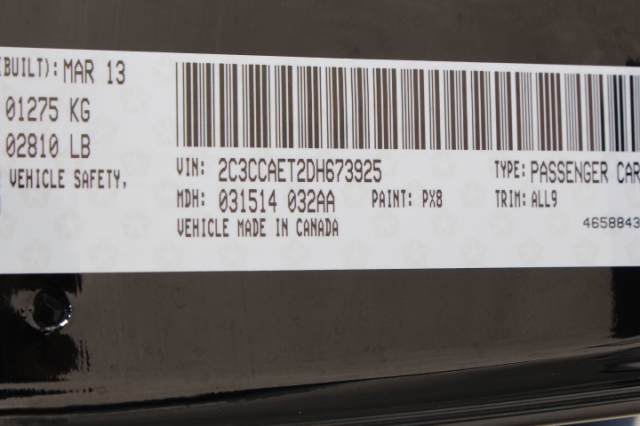 (BUILT): MAR 13
01275 KG
02810 LB
VEHICLE SAFETY,
VIN: 2C3CCAET2DH673925 TYPE: PASSENGER CAR
MDH: 031514 032AA PAINT: PX8 TRIM: ALL9
VEHICLE MADE IN CANADA
4658843